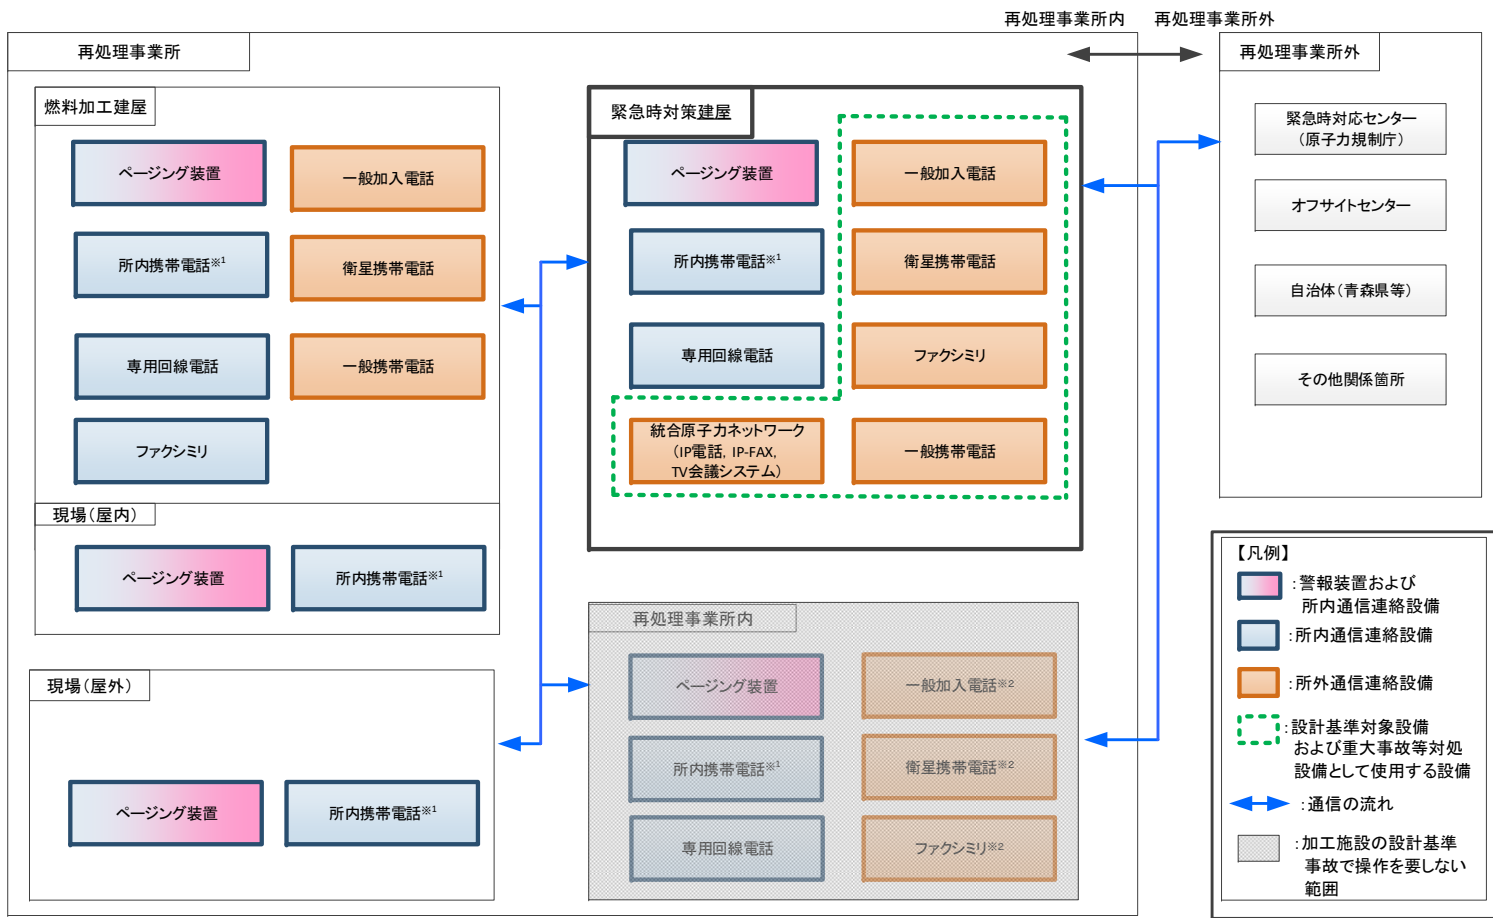 再処理事業所内
再処理事業所外
再処理事業所
再処理事業所外
燃料加工建屋
ページング装置
一般加入電話
所内携帯電話※1
衛星携帯電話
専用回線電話
一般携帯電話
ファクシミリ
現場(屋内)
ページング装置
所内携帯電話※1
現場(屋外)
ページング装置
所内携帯電話※1
緊急時対策建屋
ページング装置
一般加入電話
所内携帯電話※1
衛星携帯電話
専用回線電話
ファクシミリ
統合原子力ネットワーク
(IP電話, IP-FAX,
TV会議システム)
一般携帯電話
再処理事業所内
ページング装置
一般加入電話※2
所内携帯電話※1
衛星携帯電話※2
専用回線電話
ファクシミリ※2
緊急時対応センター
(原子力規制庁)
オフサイトセンター
自治体(青森県等)
その他関係箇所
【凡例】
:警報装置および
所内通信連絡設備
:所内通信連絡設備
:所外通信連絡設備
:設計基準対象設備
および重大事故等対処
設備として使用する設備
:通信の流れ
:加工施設の設計基準
事故で操作を要しない
範囲